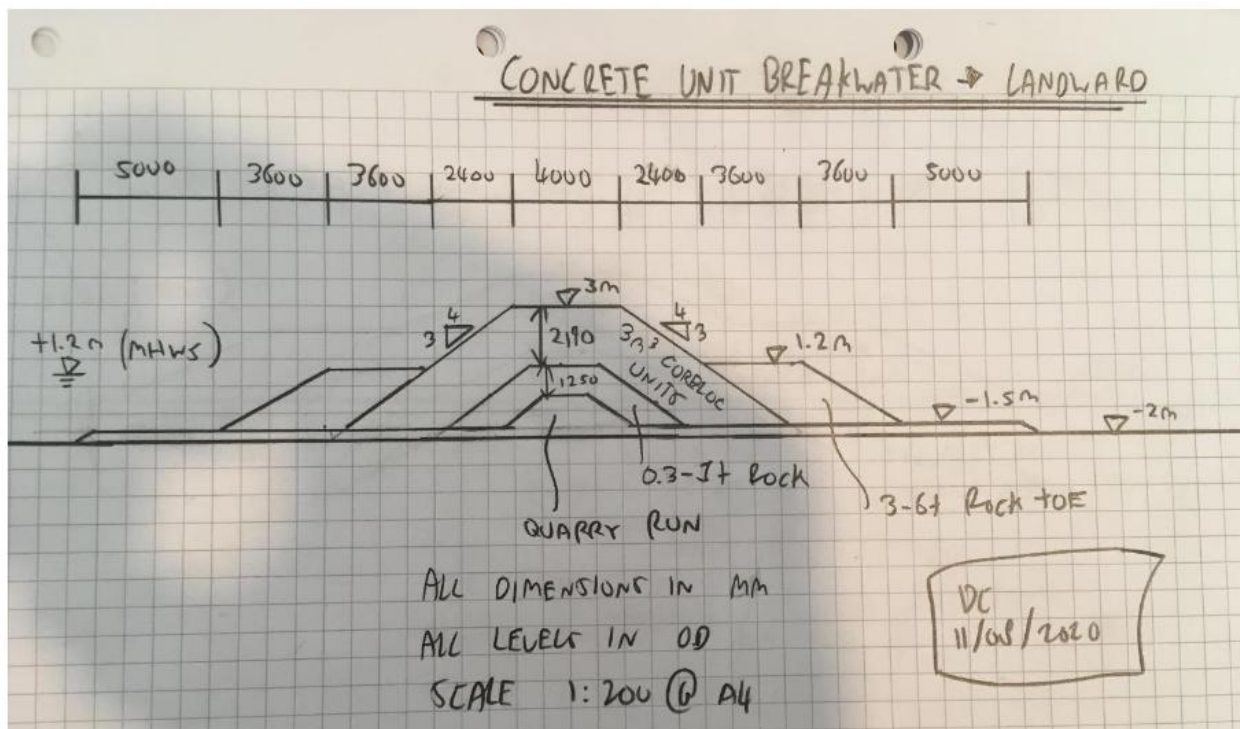 CONCRETE UNIT BREAKWATER → LANDWARD
5000 3600 3600 2400 4000 2400 3600 3600 5000
3m
4
3
4
3
+1.2m (MHWS)
2190
1250
3m³ CORELOC
UNITS
1.2m
-1.5m
-2m
0.3-1t Rock
3-6t Rock TOE
QUARRY RUN
ALL DIMENSIONS IN MM
ALL LEVELS IN OD
SCALE 1:200 @ A4
DC
11/08/2020